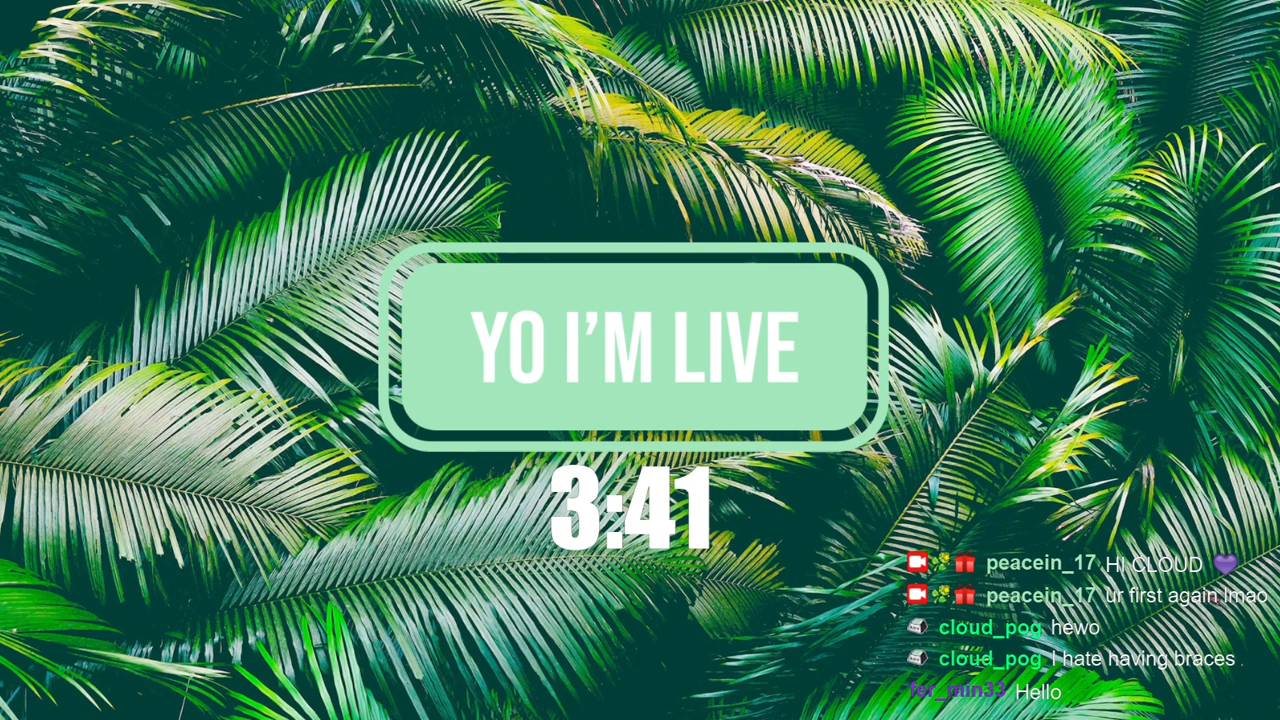 YO I’M LIVE
3:41
peacein_17 HI CLOUD 💜
peacein_17 ur first again lmao
cloud_pog hewo
cloud_pog I hate having braces
fer_min33 Hello